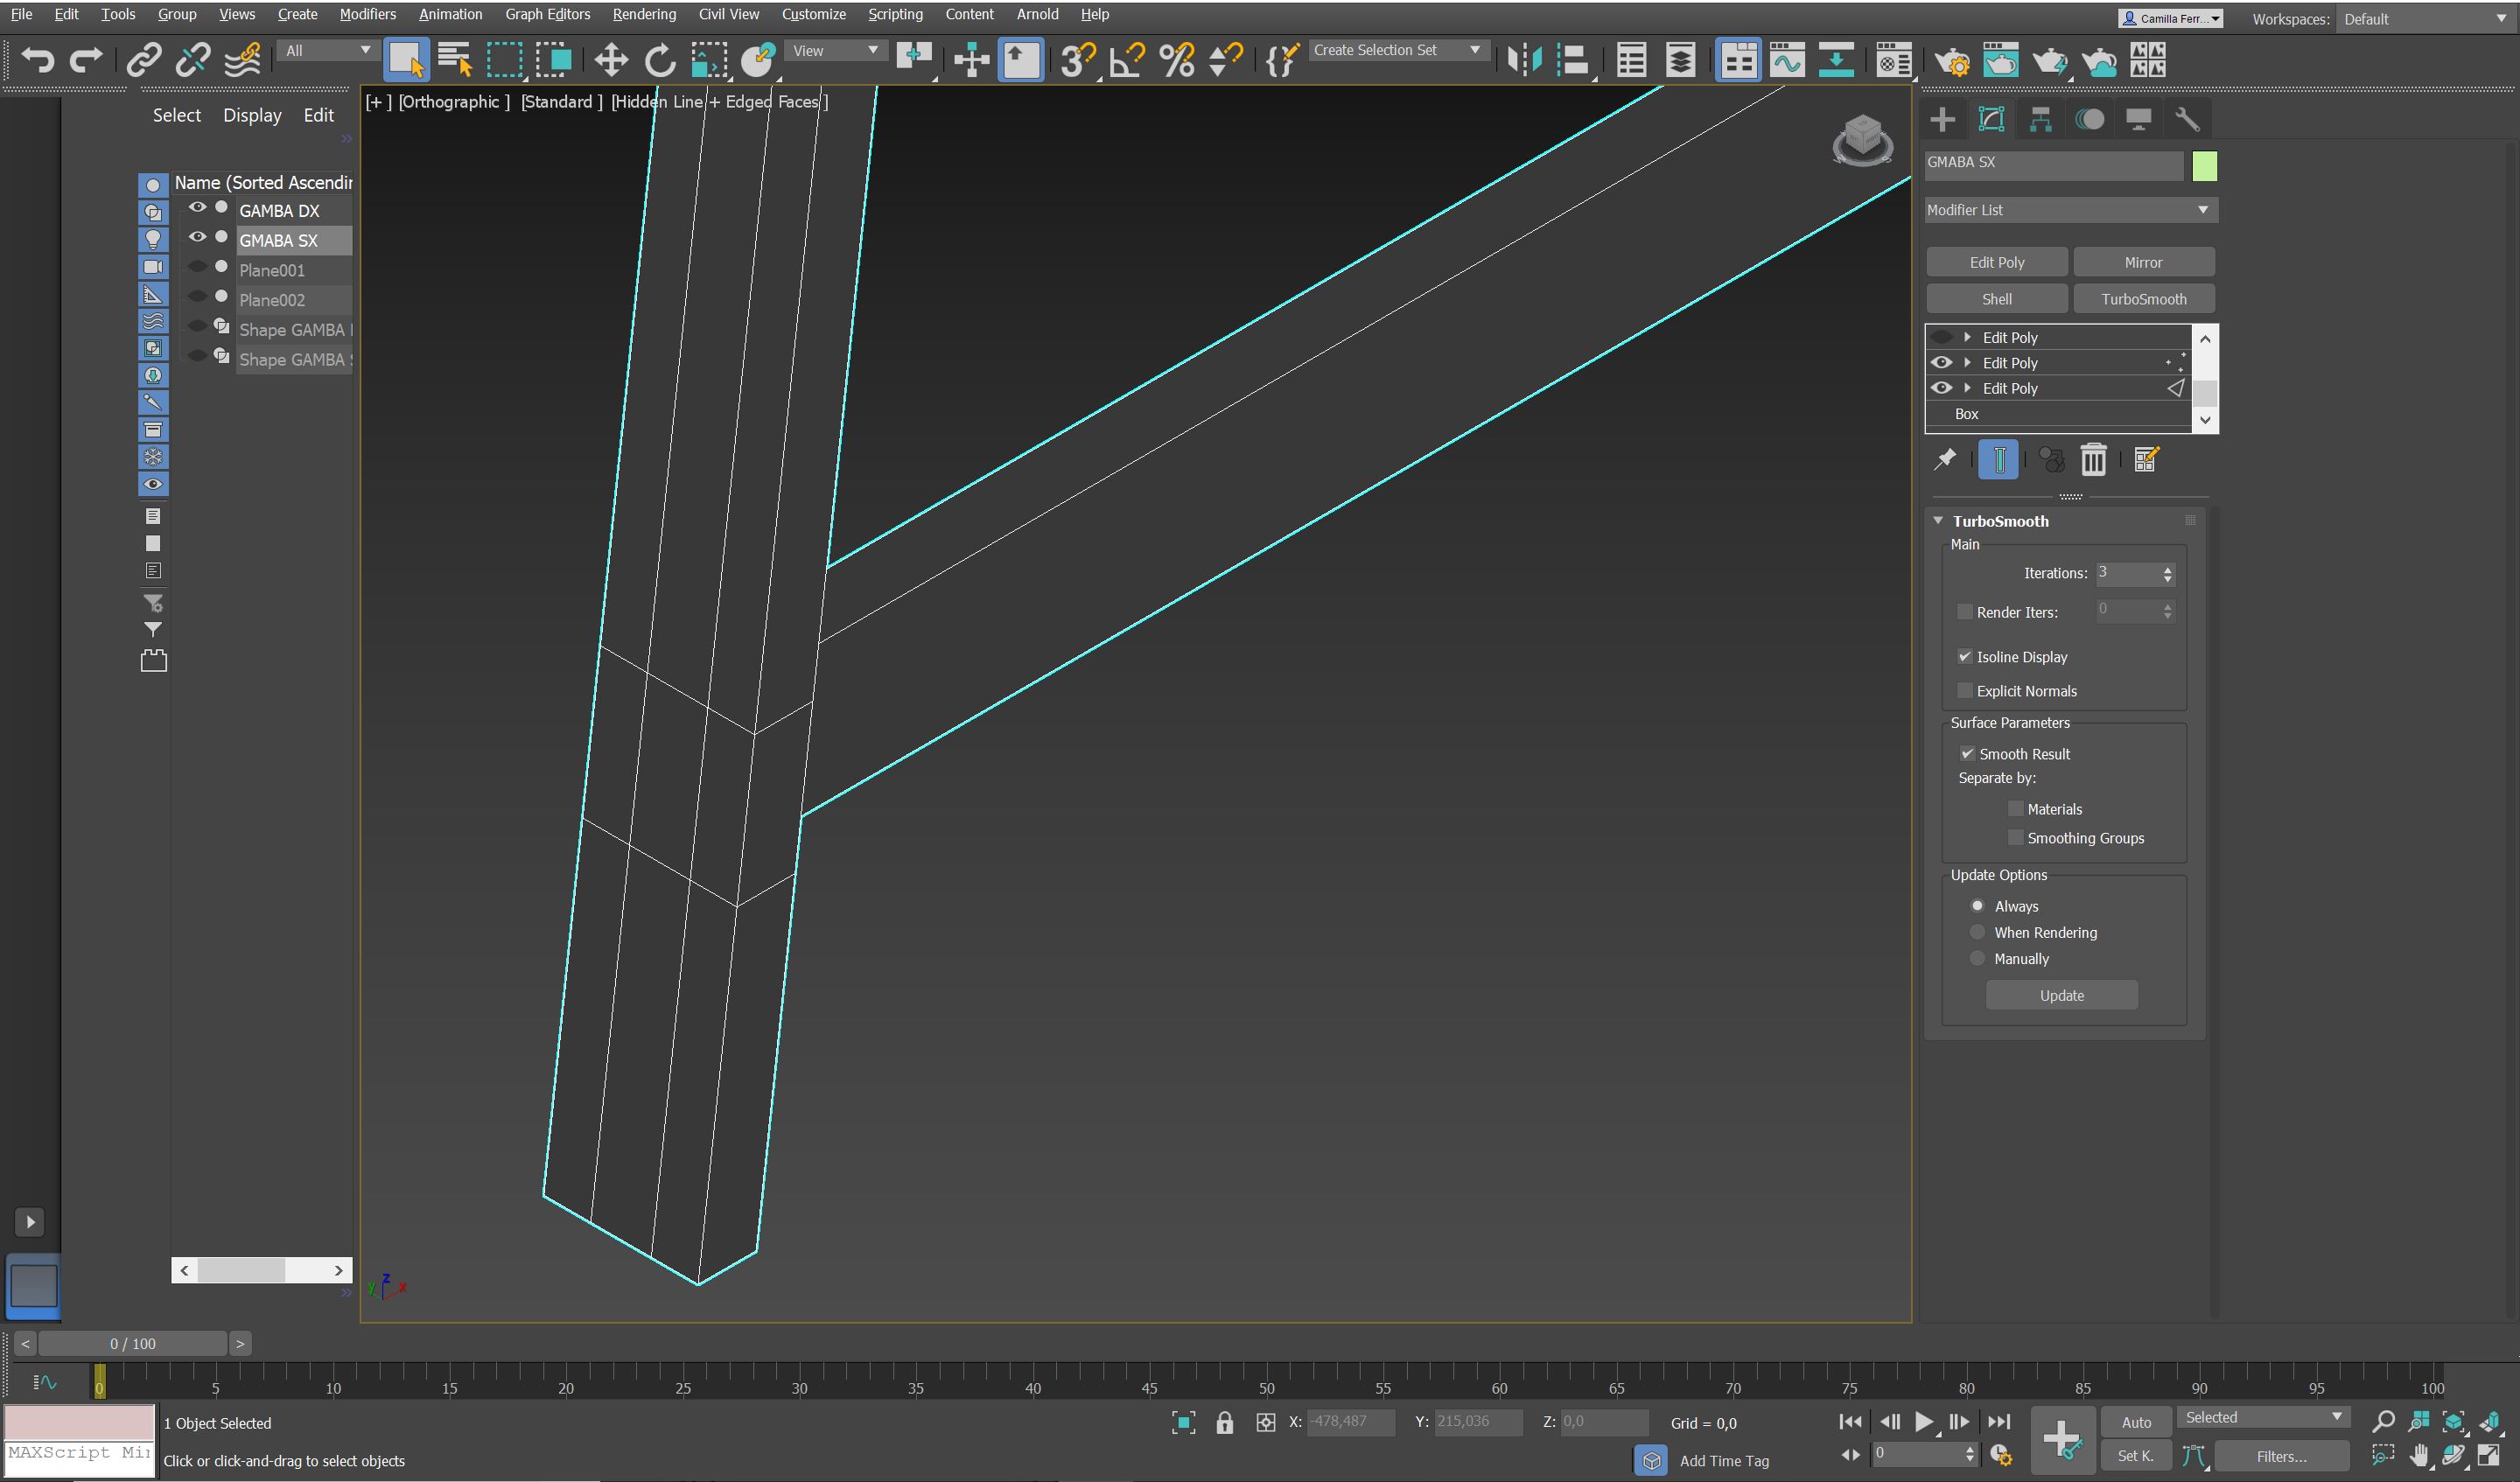 File Edit Tools Group Views Create Modifiers Animation Graph Editors Rendering Civil View Customize Scripting Content Arnold Help
Camilla Ferr... Workspaces: Default
All View Create Selection Set
Select Display Edit
[+ ] [Orthographic ] [Standard ] [Hidden Line + Edged Faces ]
Name (Sorted Ascendin
GAMBA DX
GMABA SX
Plane001
Plane002
Shape GAMBA
Shape GAMBA
GMABA SX
Modifier List
Edit Poly Mirror
Shell TurboSmooth
Edit Poly
Edit Poly
Edit Poly
Box
TurboSmooth
Main
Iterations: 3
Render Iters: 0
Isoline Display
Explicit Normals
Surface Parameters
Smooth Result
Separate by:
Materials
Smoothing Groups
Update Options
Always
When Rendering
Manually
Update
z
y x
< 0 / 100 >
0 5 10 15 20 25 30 35 40 45 50 55 60 65 70 75 80 85 90 95 100
1 Object Selected X: -478,487 Y: 215,036 Z: 0,0 Grid = 0,0 Auto Selected
MAXScript Mi
Click or click-and-drag to select objects Add Time Tag 0 Set K. Filters...